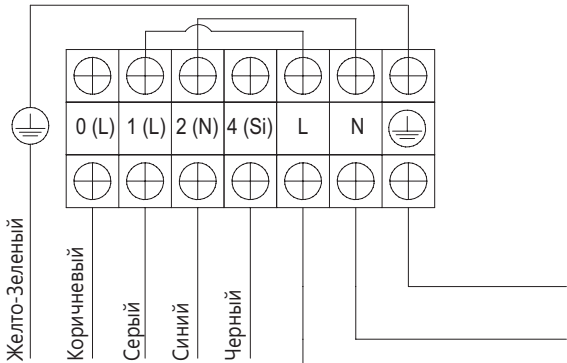 0 (L) 1 (L) 2 (N) 4 (Si) L N
Желто-Зеленый
Коричневый
Серый
Синий
Черный